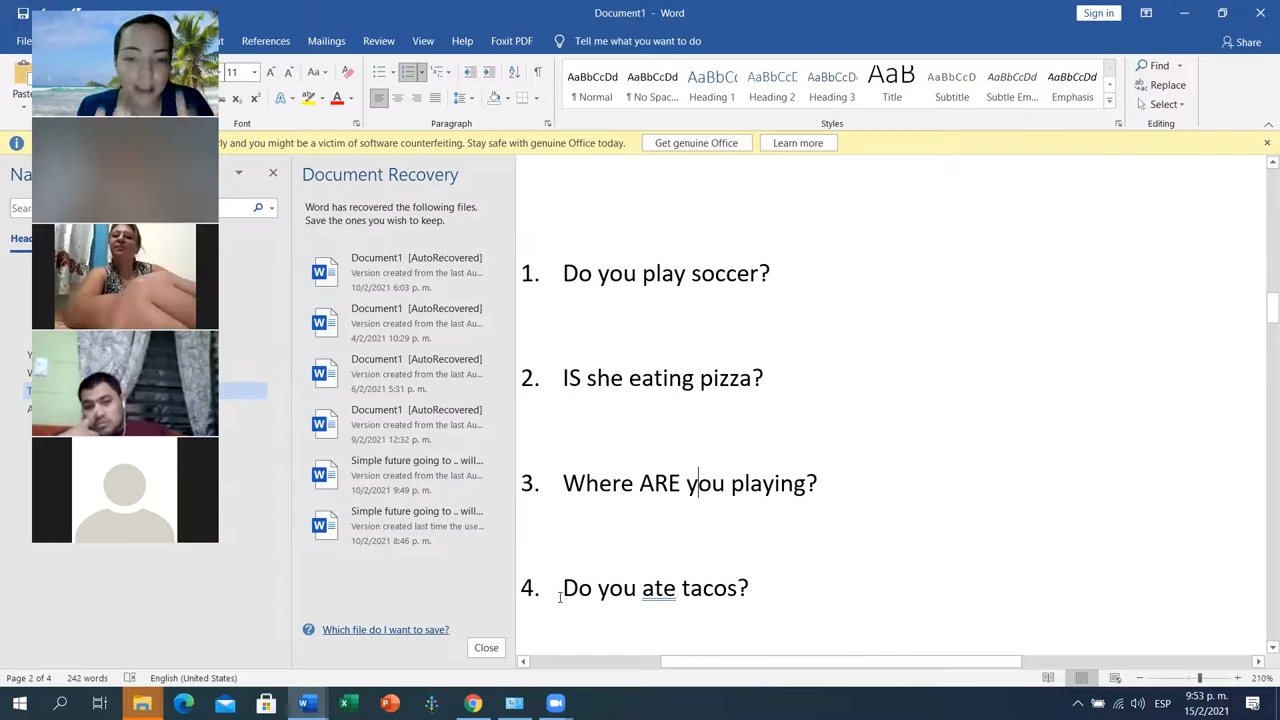 Document1 - Word
Sign in
References Mailings Review View Help Foxit PDF Tell me what you want to do
Share
11
AaBbCcDd AaBbCcDd AaBbC AaBbCcD AaBbCcD AaB AaBbCcD AaBbCcDd AaBbCcDd
¶ Normal ¶ No Spac... Heading 1 Heading 2 Heading 3 Title Subtitle Subtle Em... Emphasis
Find
Replace
Select
Font Paragraph Styles Editing
and you might be a victim of software counterfeiting. Stay safe with genuine Office today. Get genuine Office Learn more
Document Recovery
Word has recovered the following files.
Save the ones you wish to keep.
Document1 [AutoRecovered]
Version created from the last Au...
10/2/2021 6:03 p. m.
Document1 [AutoRecovered]
Version created from the last Au...
4/2/2021 10:29 p. m.
Document1 [AutoRecovered]
Version created from the last Au...
6/2/2021 5:31 p. m.
Document1 [AutoRecovered]
Version created from the last Au...
9/2/2021 12:32 p. m.
Simple future going to .. will...
Version created from the last Au...
10/2/2021 9:49 p. m.
Simple future going to .. will...
Version created last time the use...
10/2/2021 8:46 p. m.
Which file do I want to save?
Close
1. Do you play soccer?
2. IS she eating pizza?
3. Where ARE you playing?
4. Do you ate tacos?
Page 2 of 4 242 words English (United States)
210%
ESP
9:53 p. m.
15/2/2021